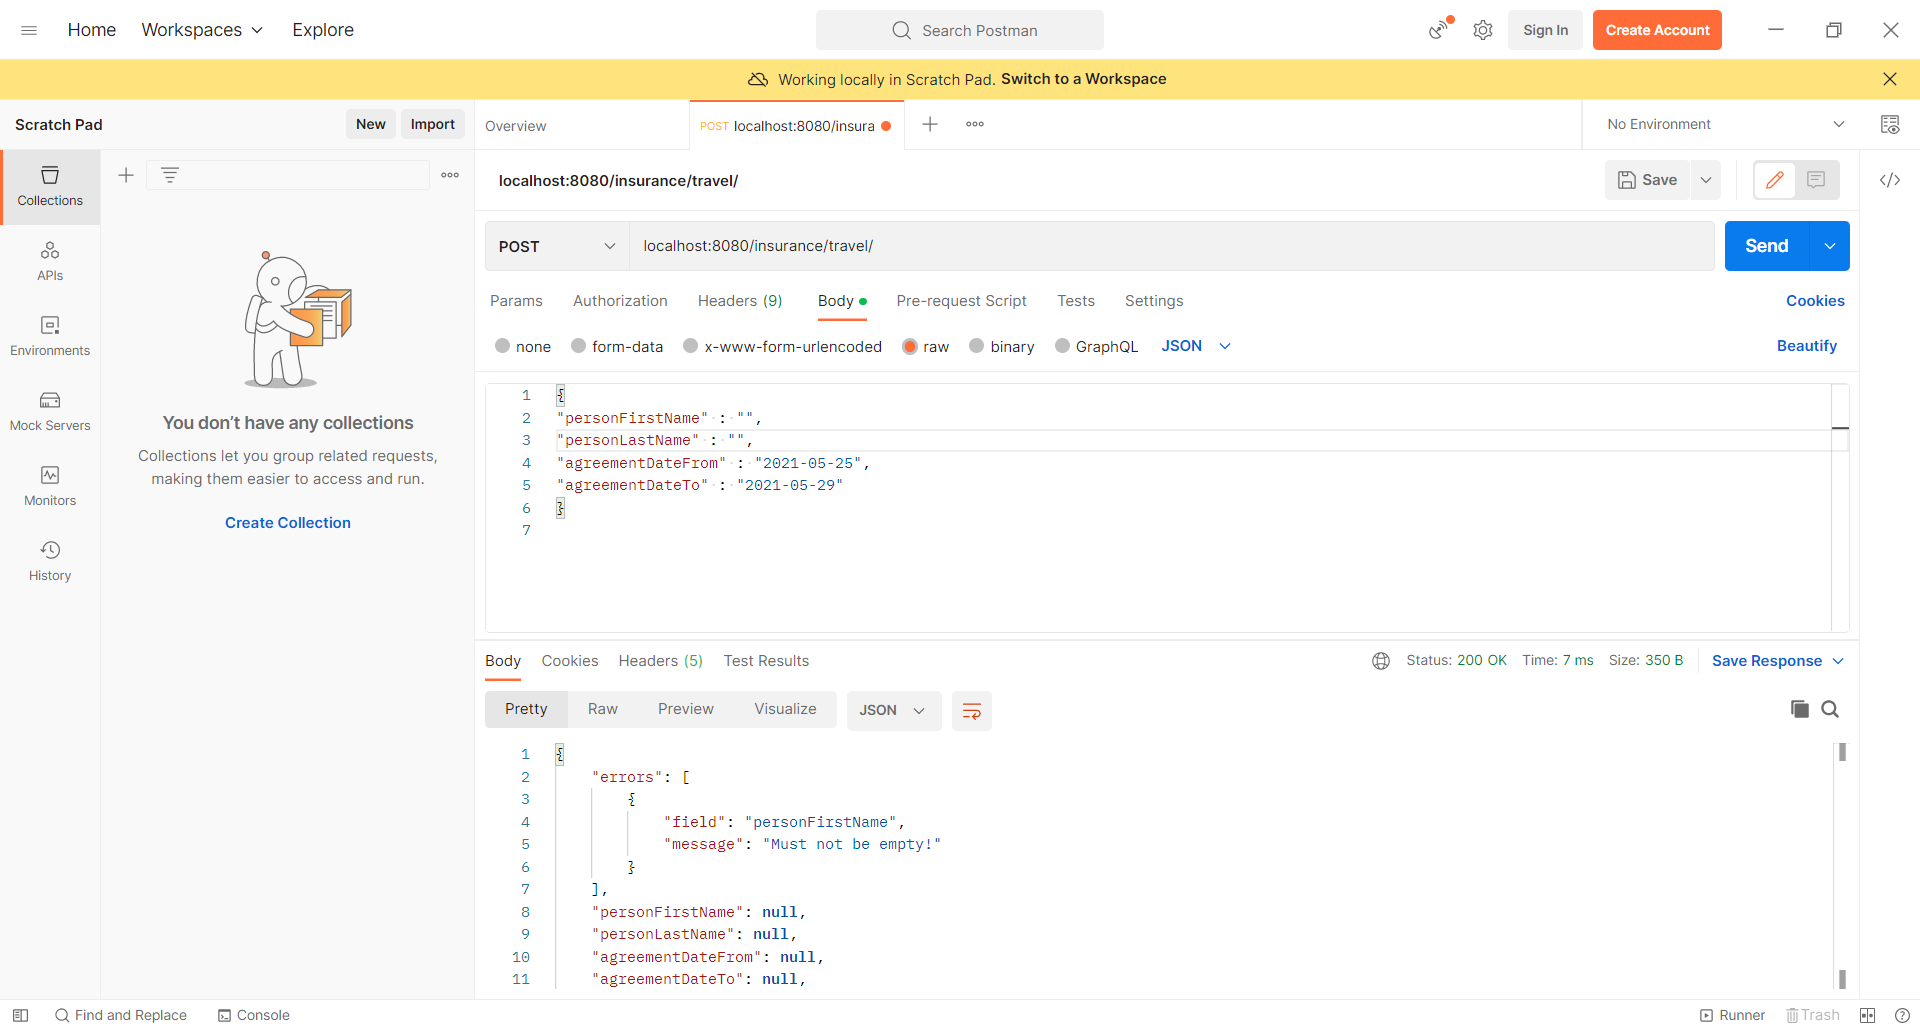 Home Workspaces Explore Search Postman Sign In Create Account
Working locally in Scratch Pad. Switch to a Workspace
Scratch Pad New Import Overview POST localhost:8080/insura No Environment
Collections
APIs
Environments
Mock Servers
Monitors
History
You don’t have any collections
Collections let you group related requests,
making them easier to access and run.
Create Collection
localhost:8080/insurance/travel/ Save
POST localhost:8080/insurance/travel/ Send
Params Authorization Headers (9) Body Pre-request Script Tests Settings Cookies
none form-data x-www-form-urlencoded raw binary GraphQL JSON Beautify
1 {
2 "personFirstName" : "",
3 "personLastName" : "",
4 "agreementDateFrom" : "2021-05-25",
5 "agreementDateTo" : "2021-05-29"
6 }
7
Body Cookies Headers (5) Test Results Status: 200 OK Time: 7 ms Size: 350 B Save Response
Pretty Raw Preview Visualize JSON
1 {
2 "errors": [
3 {
4 "field": "personFirstName",
5 "message": "Must not be empty!"
6 }
7 ],
8 "personFirstName": null,
9 "personLastName": null,
10 "agreementDateFrom": null,
11 "agreementDateTo": null,
Find and Replace Console Runner Trash